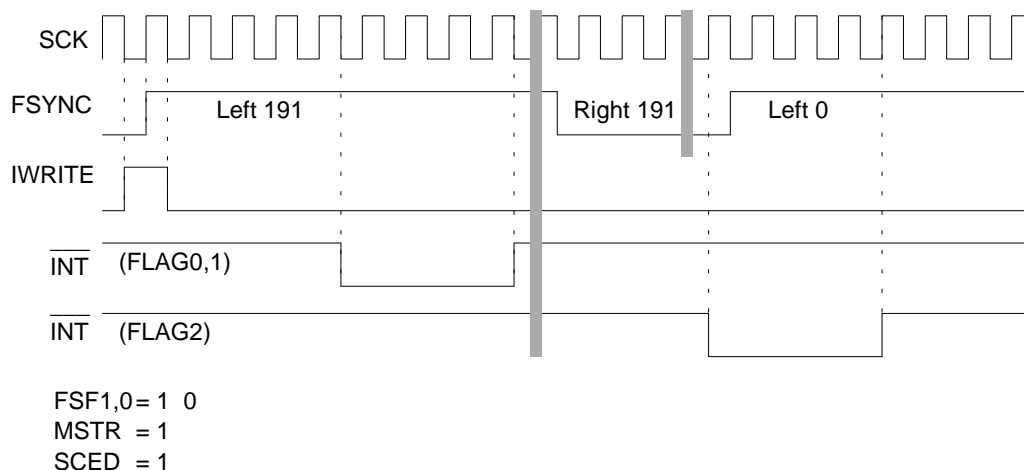 SCK
FSYNC
Left 191
Right 191
Left 0
IWRITE
INT (FLAG0,1)
INT (FLAG2)
FSF1,0= 1 0
MSTR = 1
SCED = 1